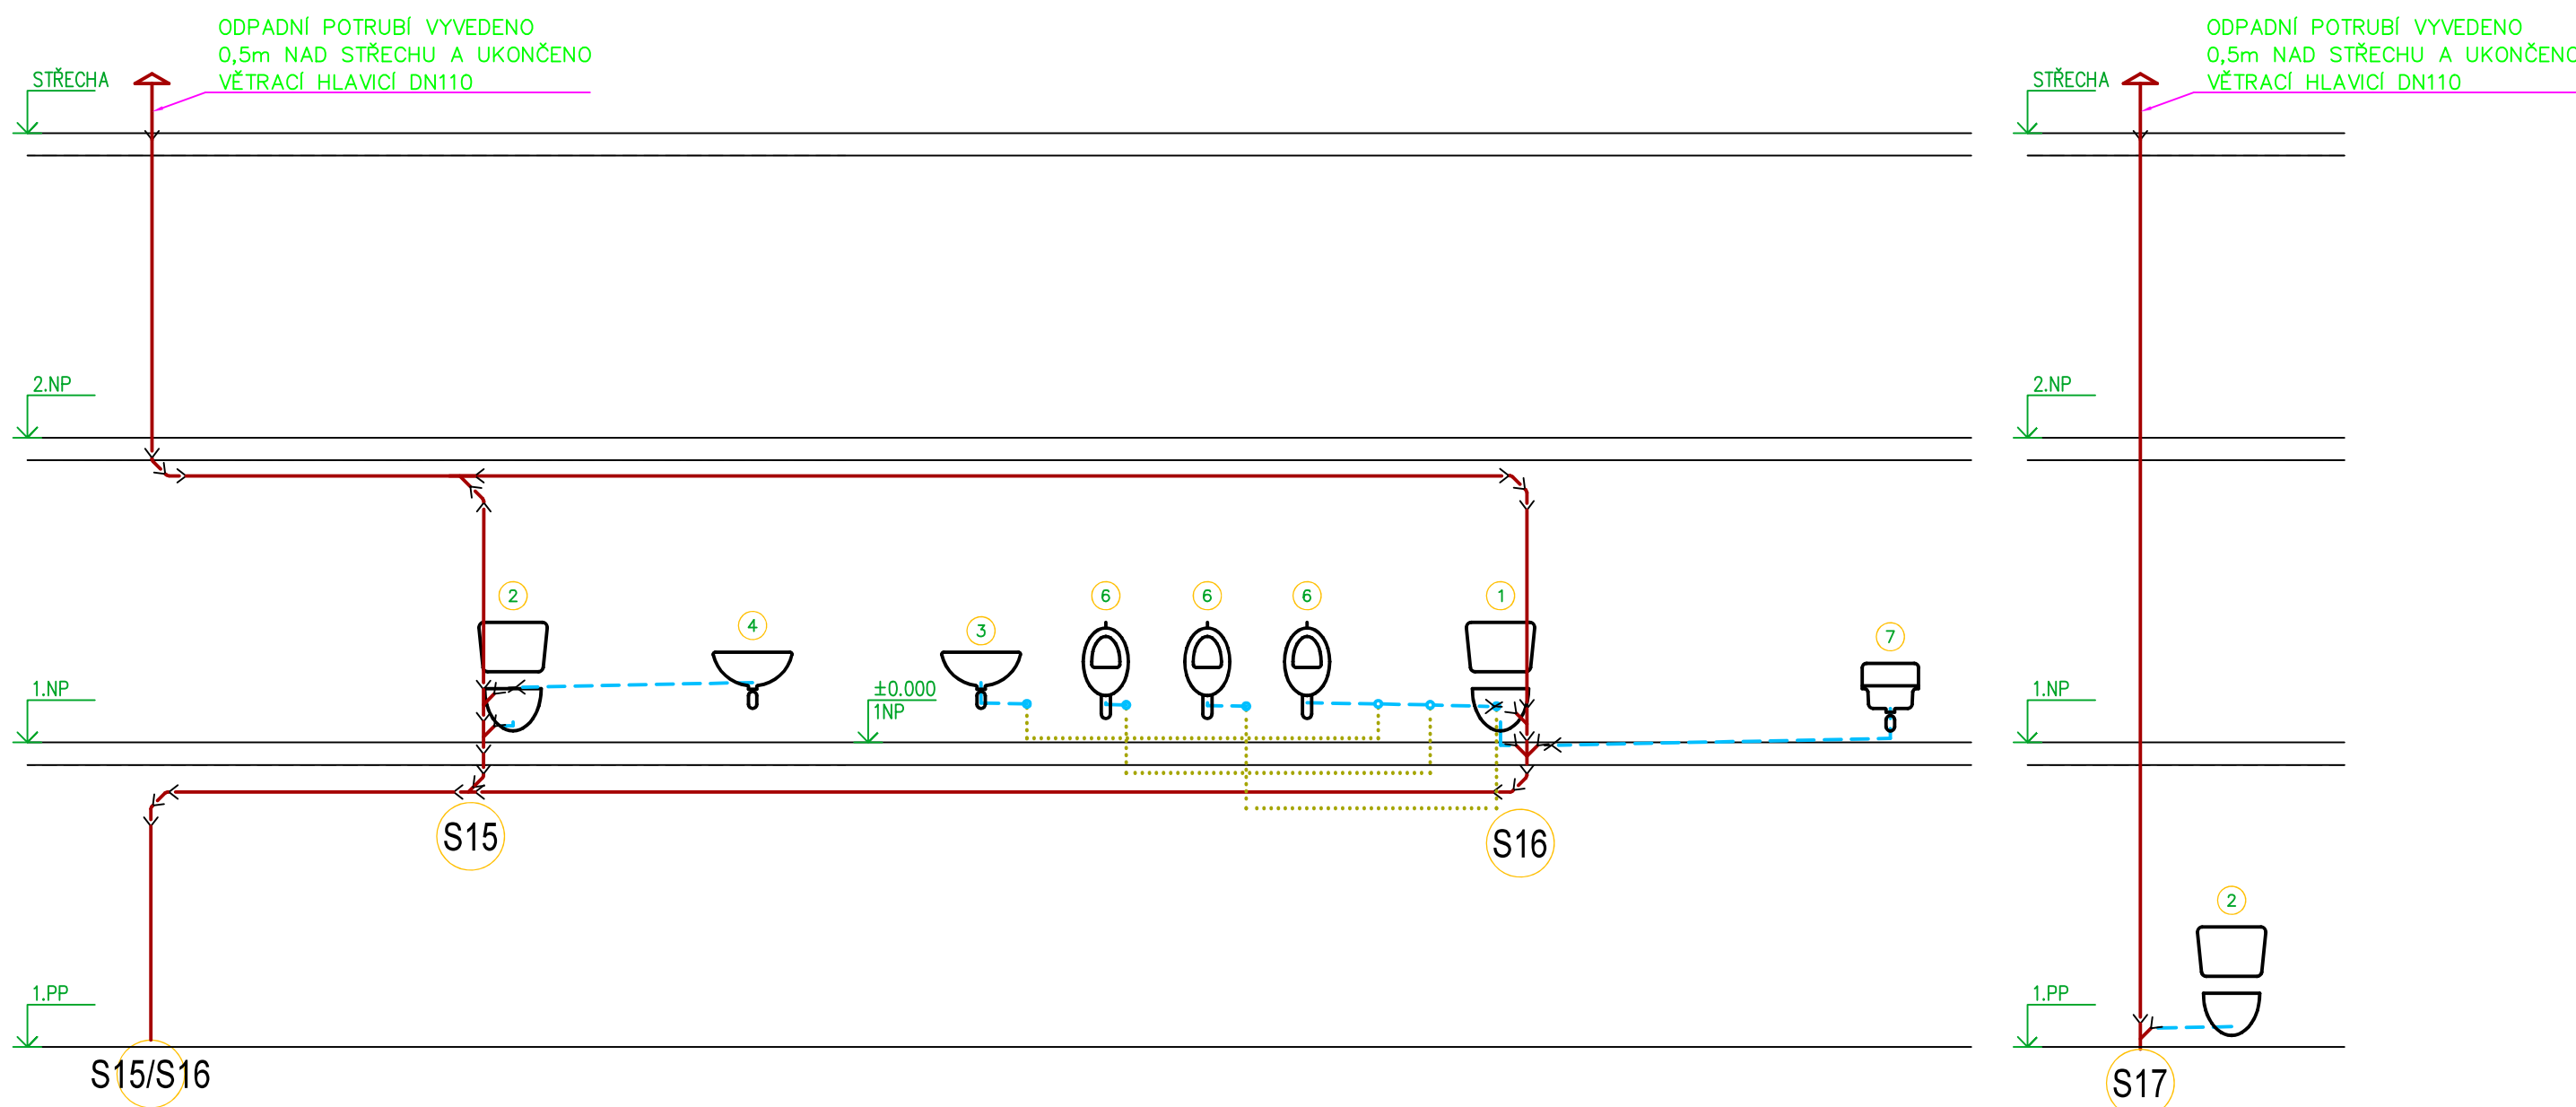 ODPADNÍ POTRUBÍ VYVEDENO
0,5m NAD STŘECHU A UKONČENO
VĚTRACÍ HLAVICÍ DN110
STŘECHA
ODPADNÍ POTRUBÍ VYVEDENO
0,5m NAD STŘECHU A UKONČENO
VĚTRACÍ HLAVICÍ DN110
STŘECHA
2.NP
2.NP
2
4
3
6
6
6
1
7
1.NP
±0.000
1NP
1.NP
S15
S16
2
1.PP
1.PP
S15/S16
S17